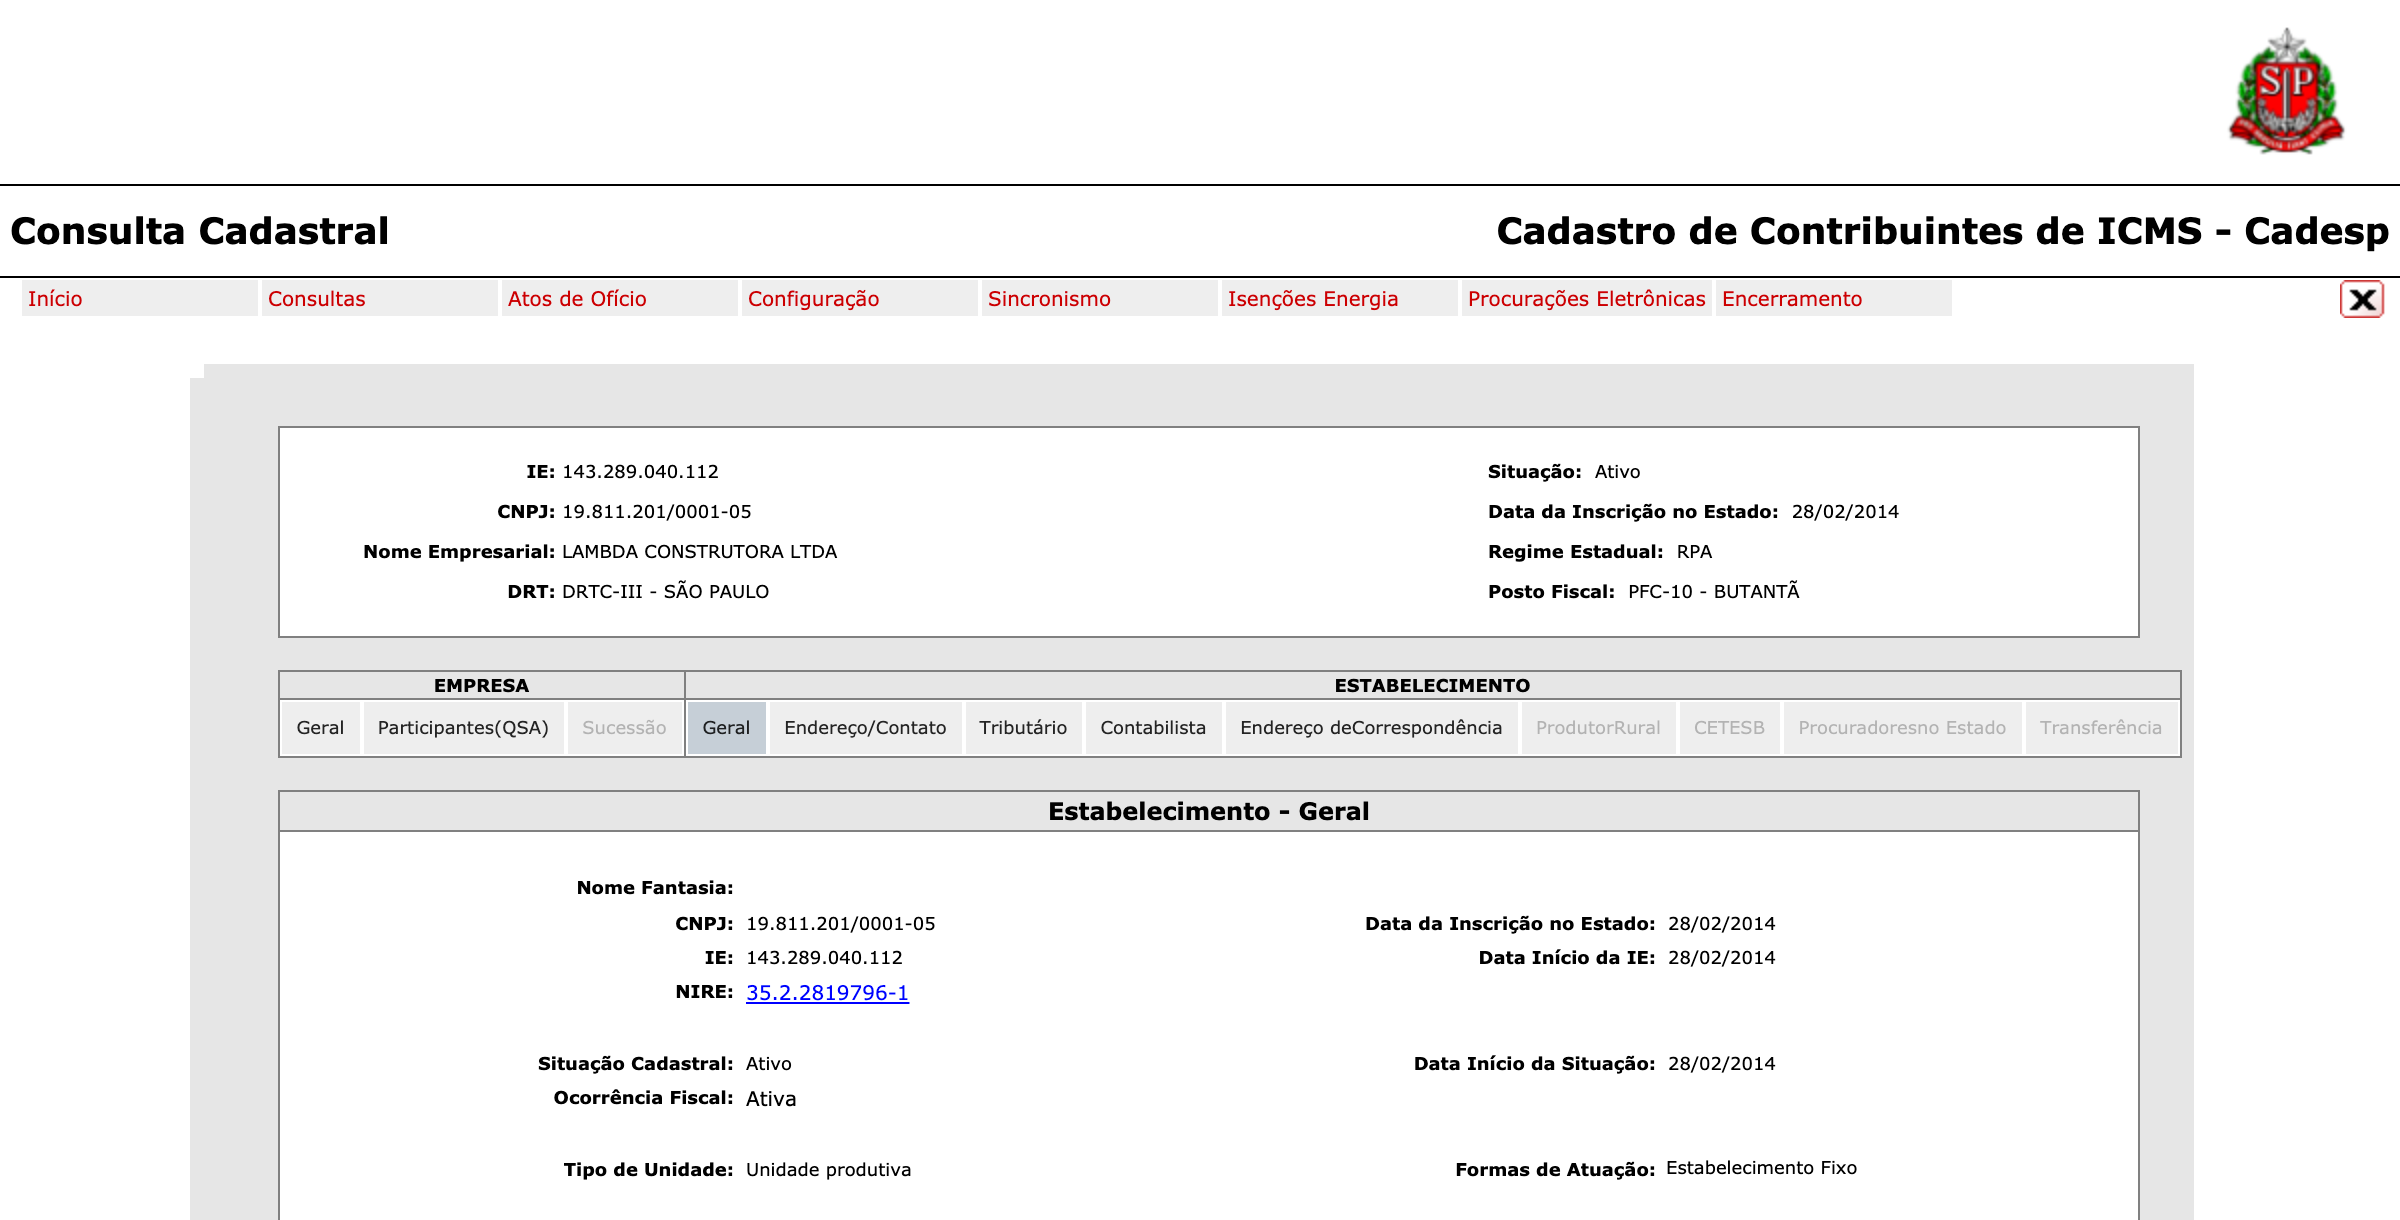 SP
Consulta Cadastral
Cadastro de Contribuintes de ICMS - Cadesp
Início Consultas Atos de Ofício Configuração Sincronismo Isenções Energia Procurações Eletrônicas Encerramento
IE: 143.289.040.112 Situação: Ativo
CNPJ: 19.811.201/0001-05 Data da Inscrição no Estado: 28/02/2014
Nome Empresarial: LAMBDA CONSTRUTORA LTDA Regime Estadual: RPA
DRT: DRTC-III - SÃO PAULO Posto Fiscal: PFC-10 - BUTANTÃ
EMPRESA ESTABELECIMENTO
Geral Participantes(QSA) Sucessão Geral Endereço/Contato Tributário Contabilista Endereço deCorrespondência ProdutorRural CETESB Procuradoresno Estado Transferência
Estabelecimento - Geral
Nome Fantasia:
CNPJ: 19.811.201/0001-05 Data da Inscrição no Estado: 28/02/2014
IE: 143.289.040.112 Data Início da IE: 28/02/2014
NIRE: 35.2.2819796-1
Situação Cadastral: Ativo Data Início da Situação: 28/02/2014
Ocorrência Fiscal: Ativa
Tipo de Unidade: Unidade produtiva Formas de Atuação: Estabelecimento Fixo